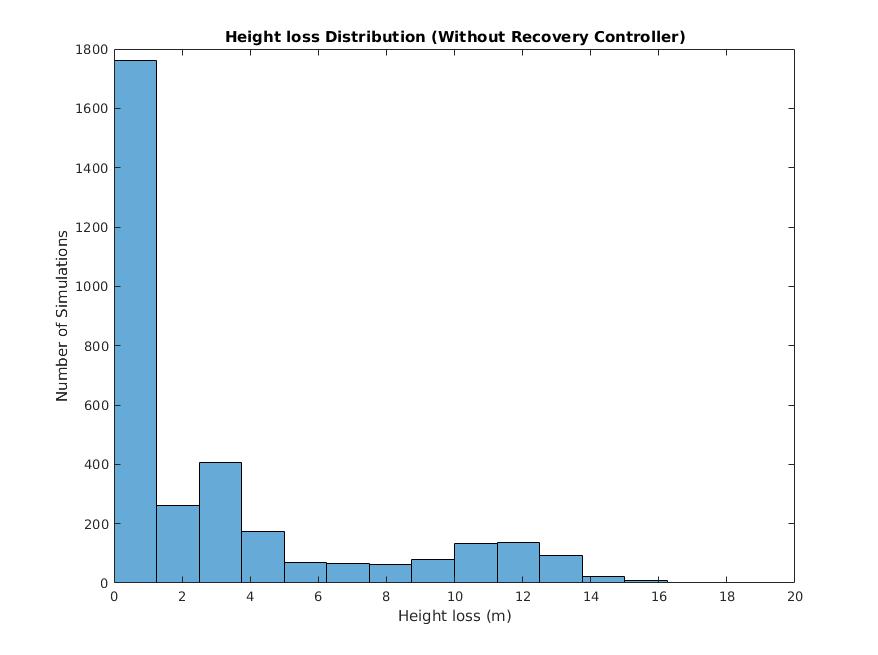 Height loss Distribution (Without Recovery Controller)
1800
1600
1400
1200
1000
800
600
400
200
0
Number of Simulations
0 2 4 6 8 10 12 14 16 18 20
Height loss (m)